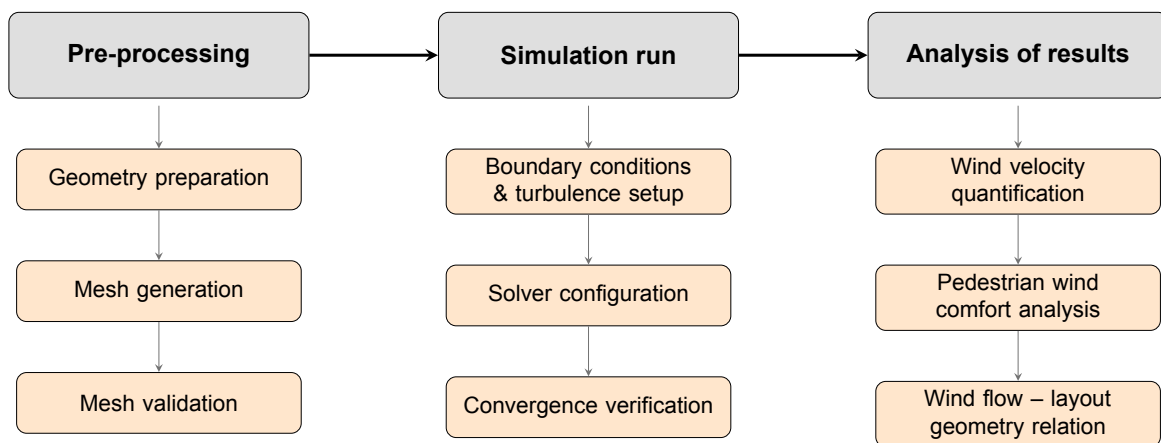 Pre-processing
Simulation run
Analysis of results
Geometry preparation
Mesh generation
Mesh validation
Boundary conditions
& turbulence setup
Solver configuration
Convergence verification
Wind velocity
quantification
Pedestrian wind
comfort analysis
Wind flow – layout
geometry relation